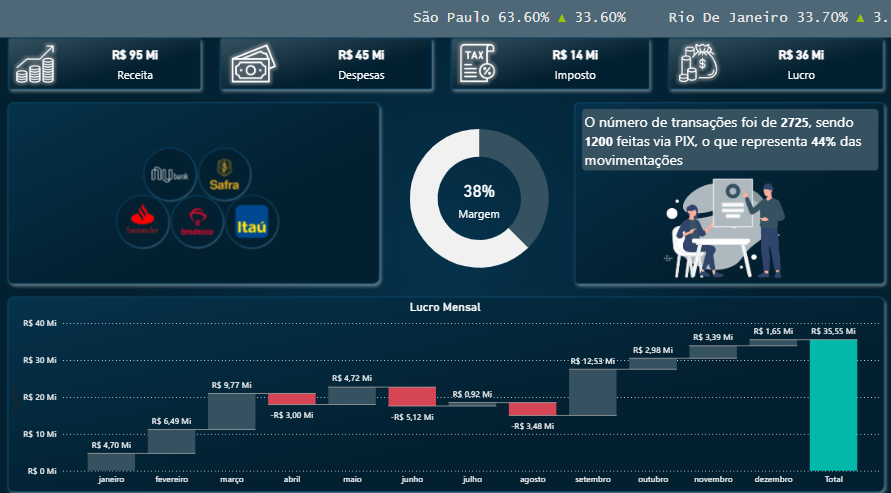 São Paulo 63.60% ▲ 33.60% Rio De Janeiro 33.70% ▲ 3.
R$ 95 Mi
Receita
R$ 45 Mi
Despesas
TAX
R$ 14 Mi
Imposto
R$ 36 Mi
Lucro
nu bank
Safra
Santander
bradesco
Itaú
38%
Margem
O número de transações foi de 2725, sendo
1200 feitas via PIX, o que representa 44% das
movimentações
Lucro Mensal
R$ 40 Mi
R$ 30 Mi
R$ 20 Mi
R$ 10 Mi
R$ 0 Mi
R$ 4,70 Mi
R$ 6,49 Mi
R$ 9,77 Mi
-R$ 3,00 Mi
R$ 4,72 Mi
-R$ 5,12 Mi
R$ 0,92 Mi
-R$ 3,48 Mi
R$ 12,53 Mi
R$ 2,98 Mi
R$ 3,39 Mi
R$ 1,65 Mi
R$ 35,55 Mi
janeiro fevereiro março abril maio junho julho agosto setembro outubro novembro dezembro Total